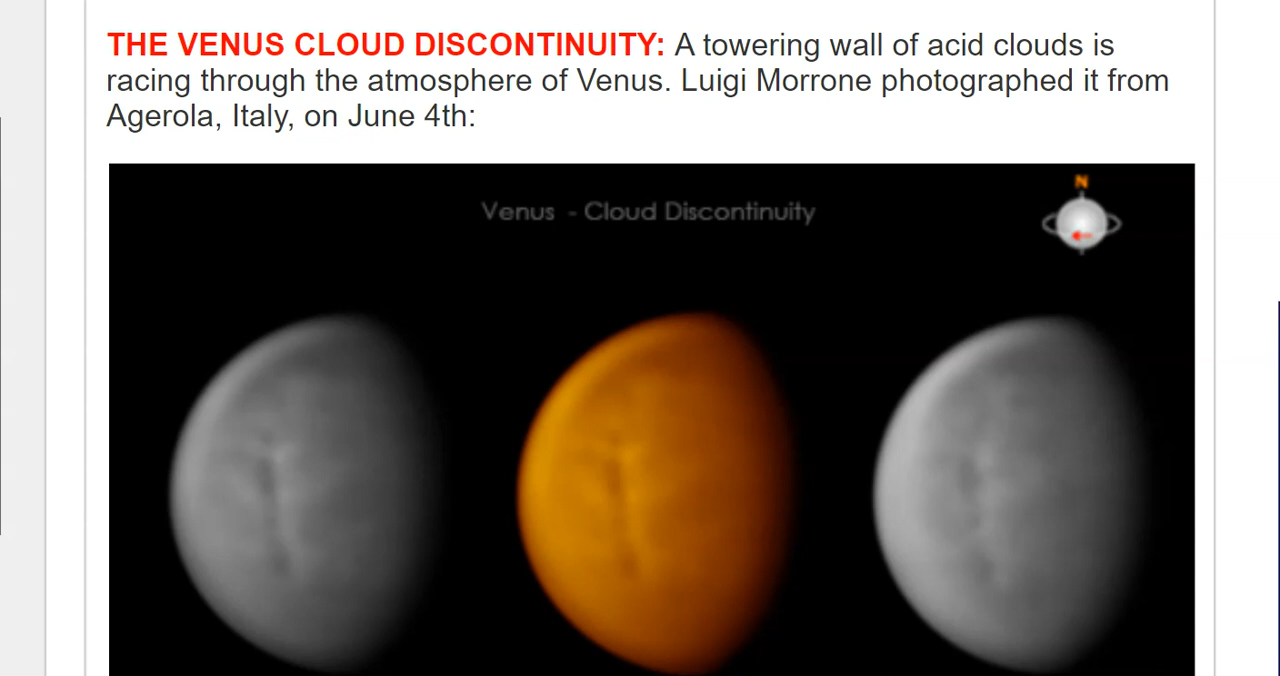 THE VENUS CLOUD DISCONTINUITY: A towering wall of acid clouds is
racing through the atmosphere of Venus. Luigi Morrone photographed it from
Agerola, Italy, on June 4th:
Venus - Cloud Discontinuity
N